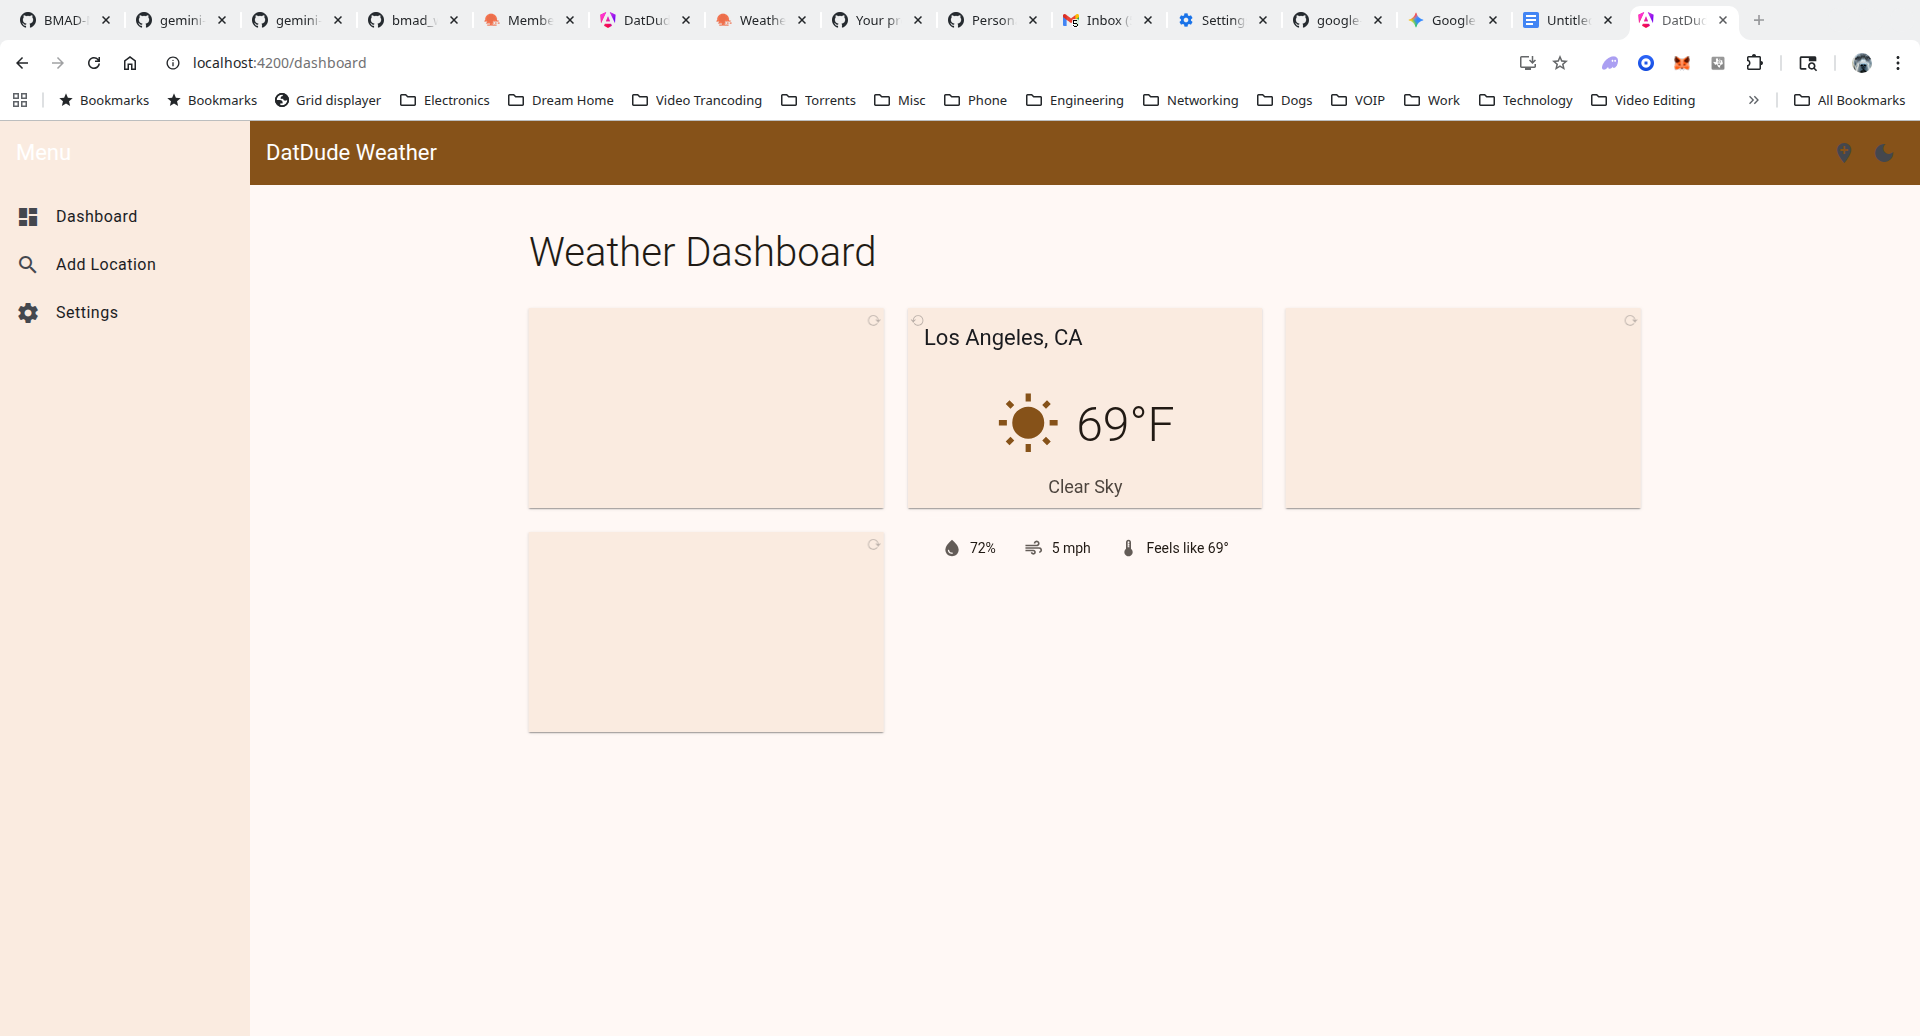 BMAD-
gemini-
gemini-
bmad_
Membe
DatDud
Weathe
Your pr
Person
Inbox (
Setting
google-
Google
Untitle
DatDud
localhost:4200/dashboard
Bookmarks
Bookmarks
Grid displayer
Electronics
Dream Home
Video Trancoding
Torrents
Misc
Phone
Engineering
Networking
Dogs
VOIP
Work
Technology
Video Editing
All Bookmarks
Menu
DatDude Weather
Dashboard
Add Location
Settings
Weather Dashboard
Los Angeles, CA
69°F
Clear Sky
72%
5 mph
Feels like 69°